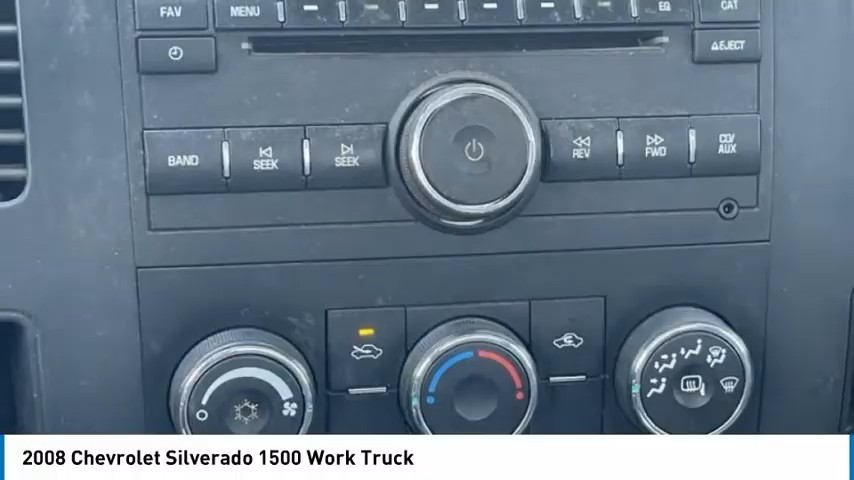 FAV MENU EQ CAT
EJECT
BAND SEEK SEEK REV FWD CD/
AUX
2008 Chevrolet Silverado 1500 Work Truck